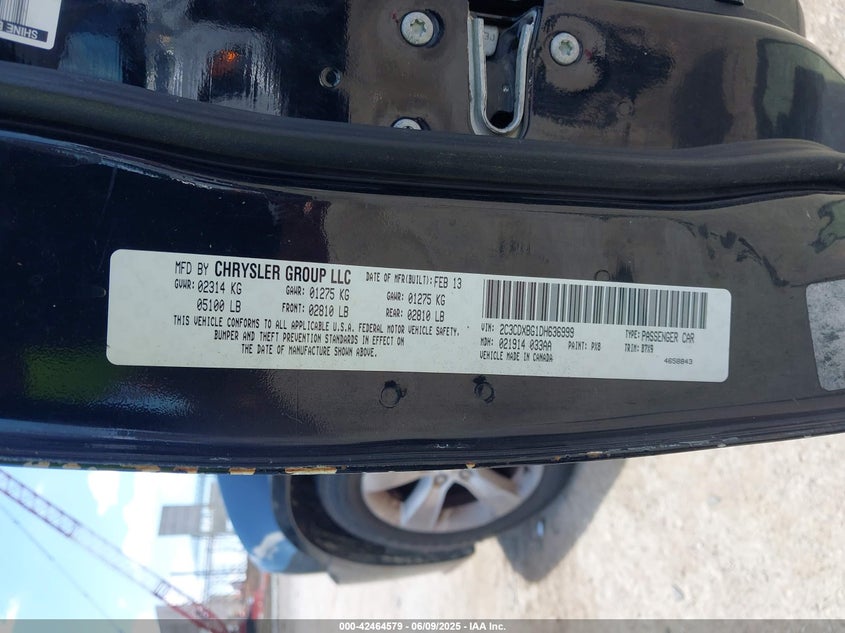 SHINE
MFD BY CHRYSLER GROUP LLC DATE OF MFR(BUILT): FEB 13
GVWR: 02314 KG GAWR: 01275 KG GAWR: 01275 KG
05100 LB FRONT: 02810 LB REAR: 02810 LB
THIS VEHICLE CONFORMS TO ALL APPLICABLE U.S.A. FEDERAL MOTOR VEHICLE SAFETY,
BUMPER AND THEFT PREVENTION STANDARDS IN EFFECT ON
THE DATE OF MANUFACTURE SHOWN ABOVE.
VIN: 2C3CDXBG1DH636999 TYPE: PASSENGER CAR
MDH: 021914 033AA PAINT: PXB TRIM: B7X9
VEHICLE MADE IN CANADA 4658843
000-42464579 | 06/09/2025 - IAA Inc.